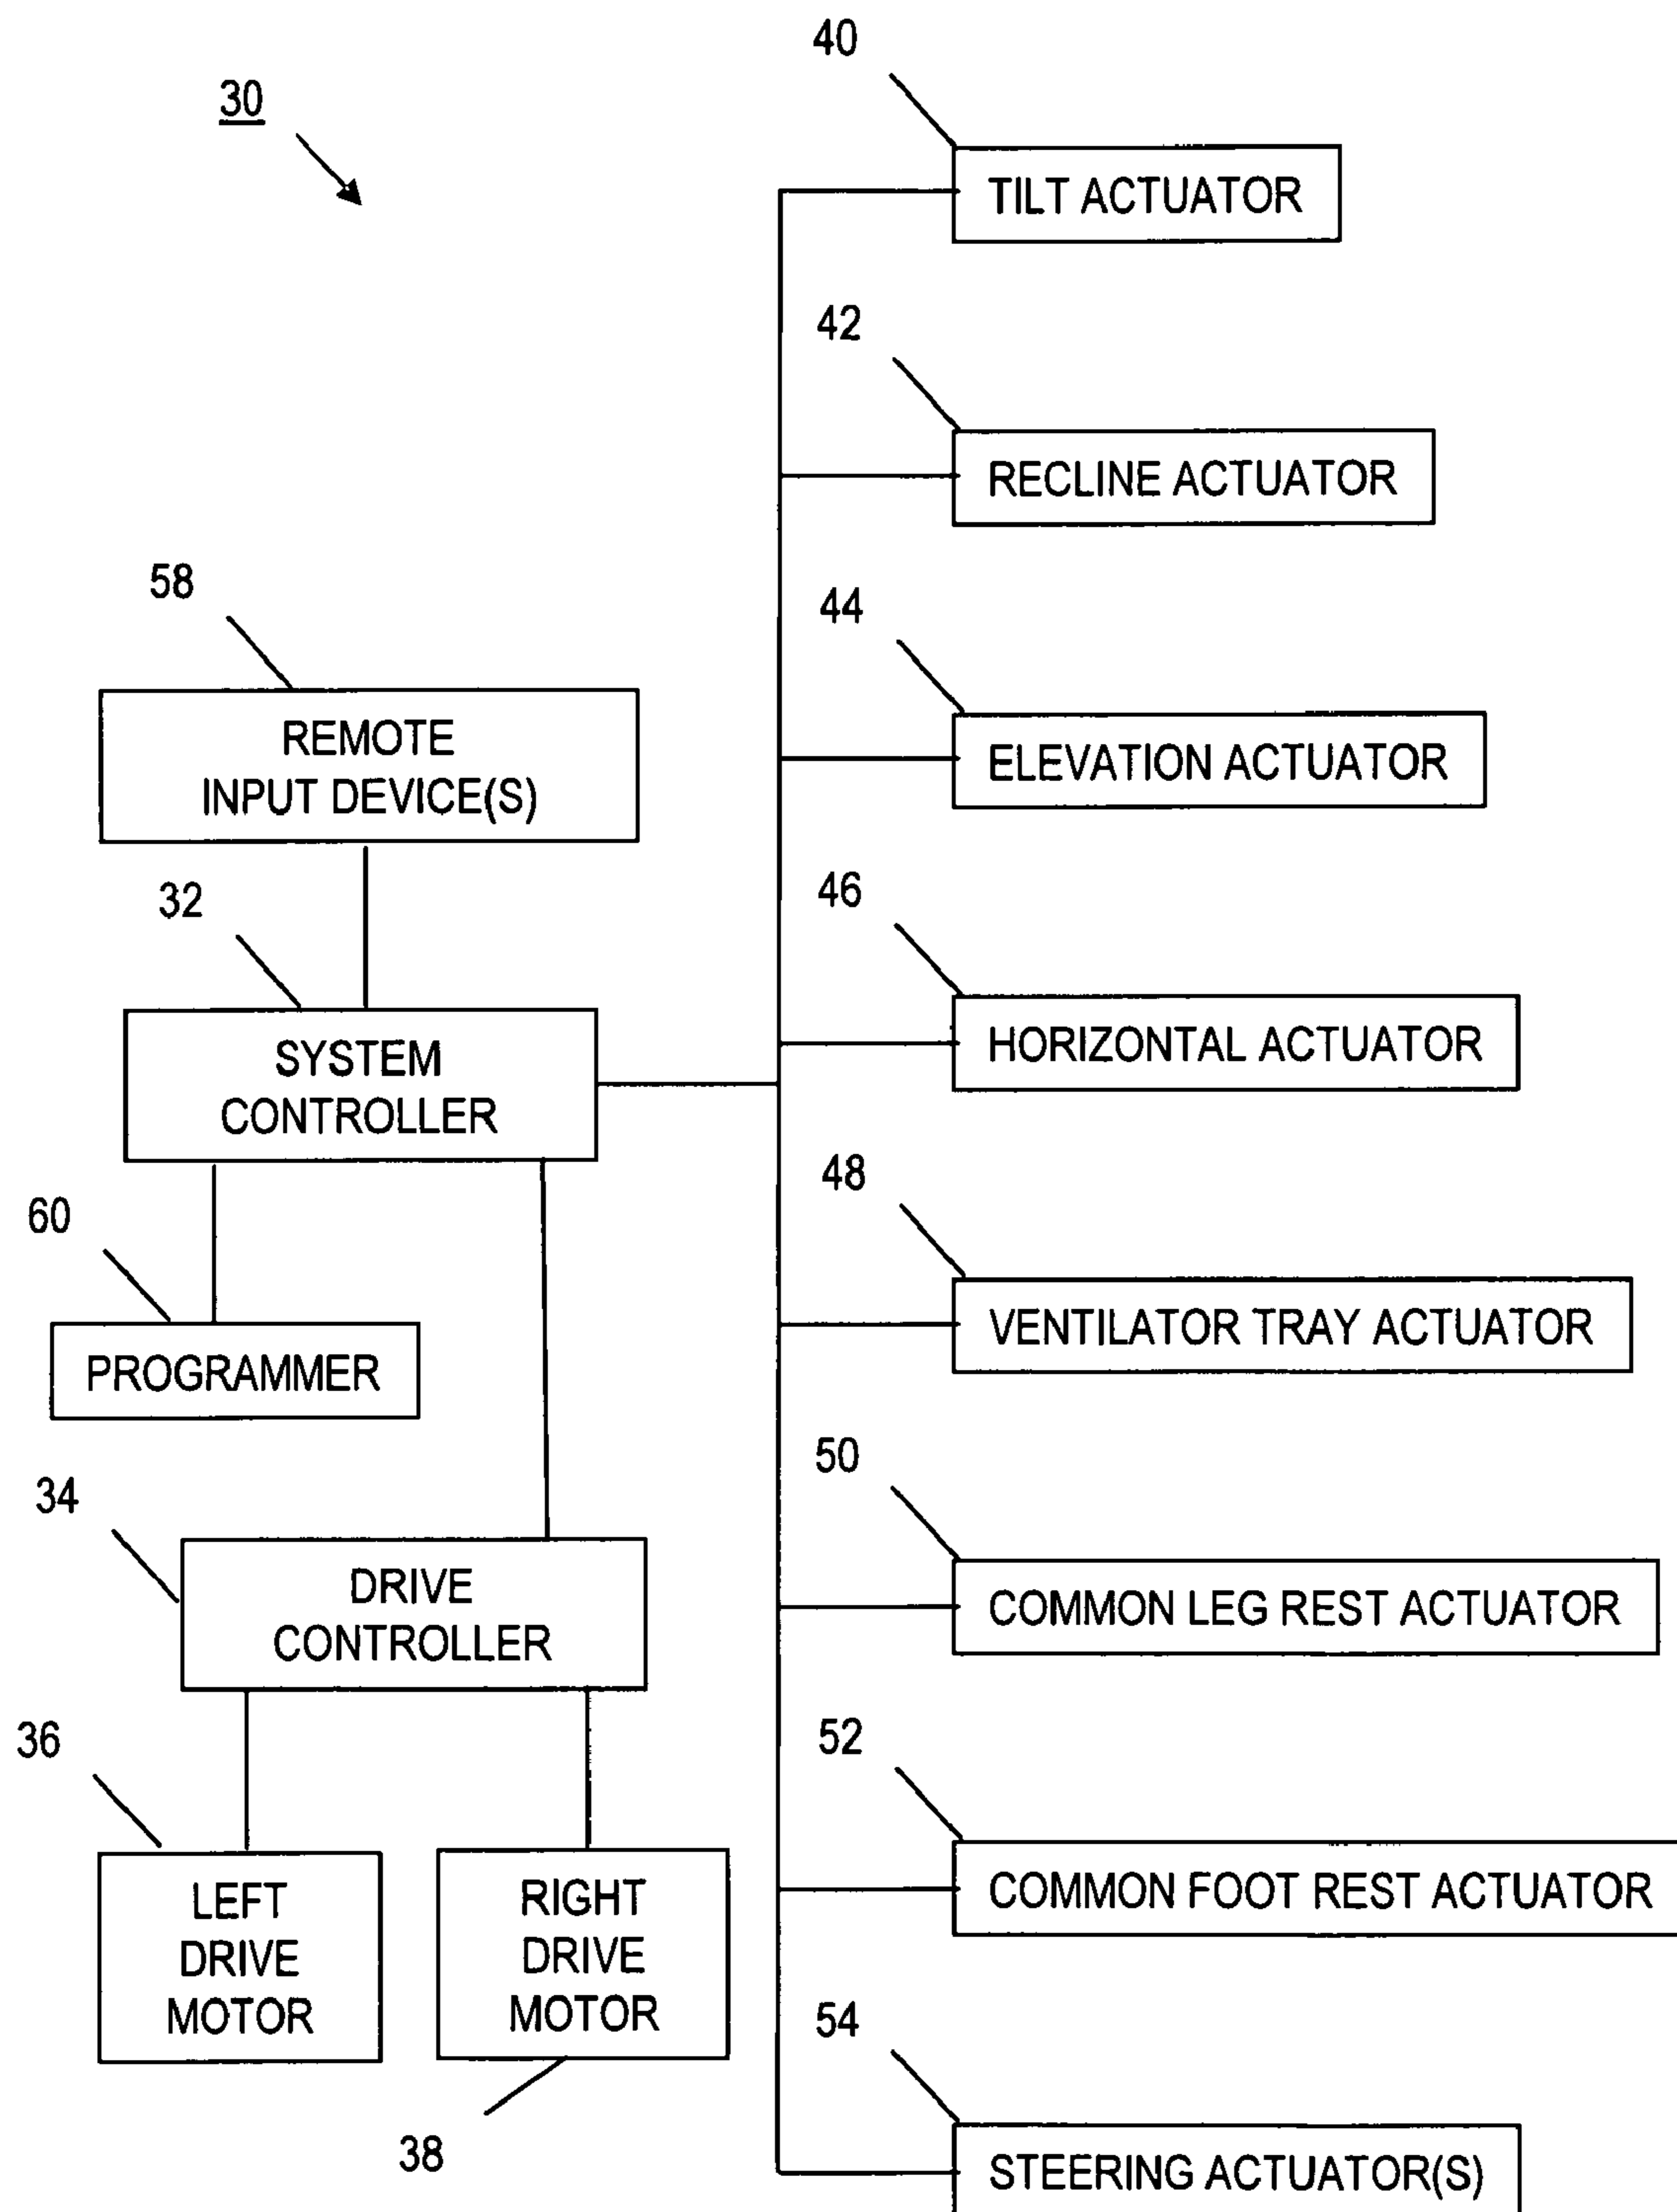 30
40
TILT ACTUATOR
42
RECLINE ACTUATOR
44
ELEVATION ACTUATOR
58
REMOTE
INPUT DEVICE(S)
46
HORIZONTAL ACTUATOR
32
SYSTEM
CONTROLLER
48
VENTILATOR TRAY ACTUATOR
60
PROGRAMMER
50
COMMON LEG REST ACTUATOR
34
DRIVE
CONTROLLER
52
COMMON FOOT REST ACTUATOR
36
LEFT
DRIVE
MOTOR
RIGHT
DRIVE
MOTOR
38
54
STEERING ACTUATOR(S)